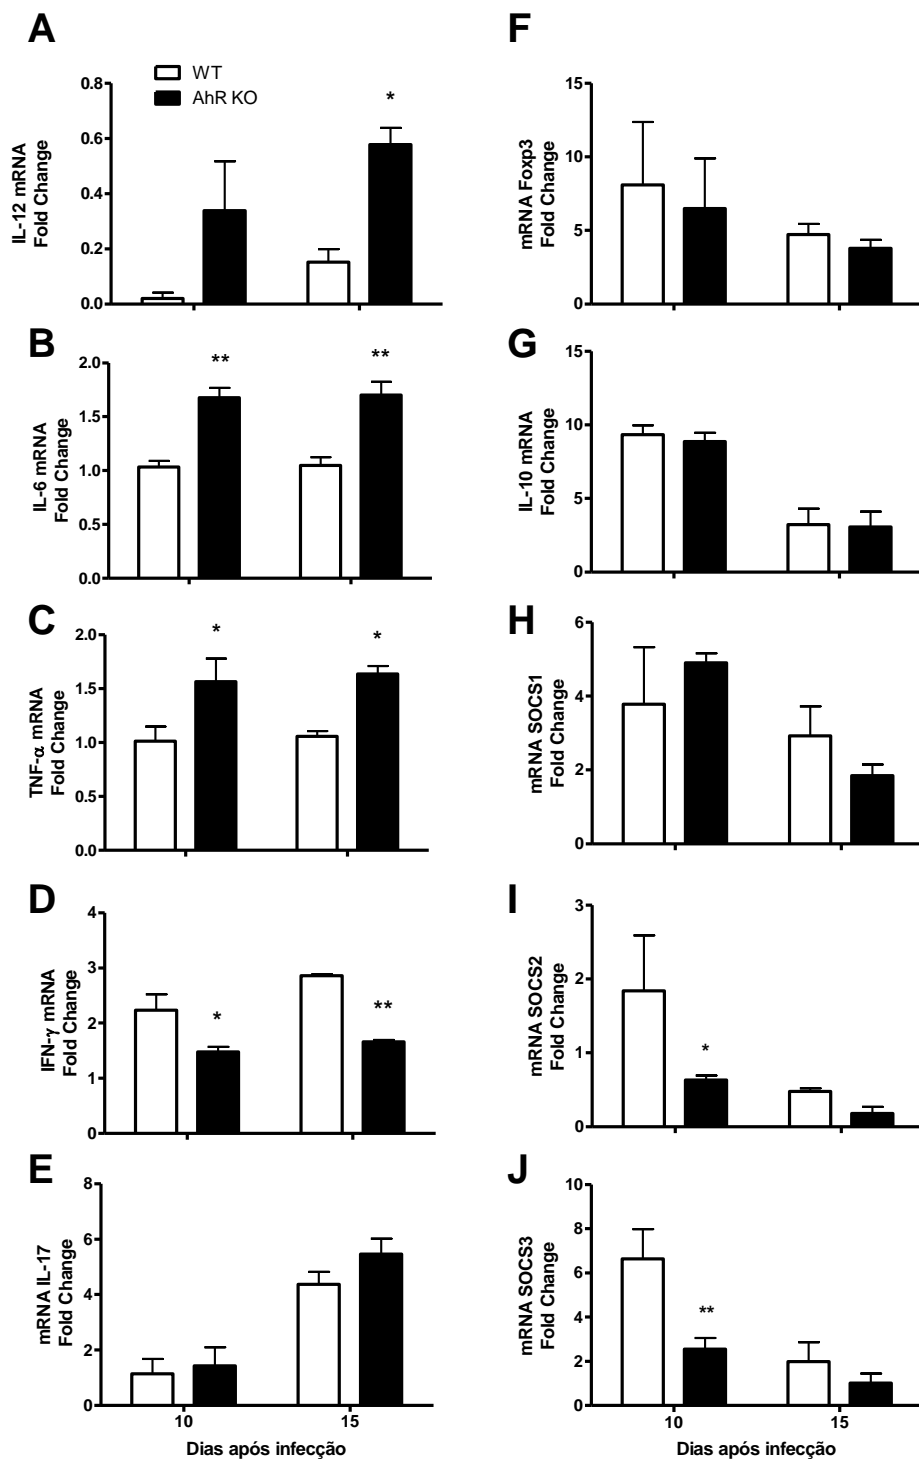 A
WT
AhR KO
IL-12 mRNA
Fold Change
0.8
0.6
0.4
0.2
0.0
*
B
IL-6 mRNA
Fold Change
2.0
1.5
1.0
0.5
0.0
**
**
C
TNF-α mRNA
Fold Change
2.0
1.5
1.0
0.5
0.0
*
*
D
IFN-γ mRNA
Fold Change
4
3
2
1
0
*
**
E
mRNA IL-17
Fold Change
8
6
4
2
0
10
15
Dias após infecção
F
mRNA Foxp3
Fold Change
15
10
5
0
G
IL-10 mRNA
Fold Change
15
10
5
0
H
mRNA SOCS1
Fold Change
6
4
2
0
I
mRNA SOCS2
Fold Change
3
2
1
0
*
J
mRNA SOCS3
Fold Change
10
8
6
4
2
0
**
10
15
Dias após infecção